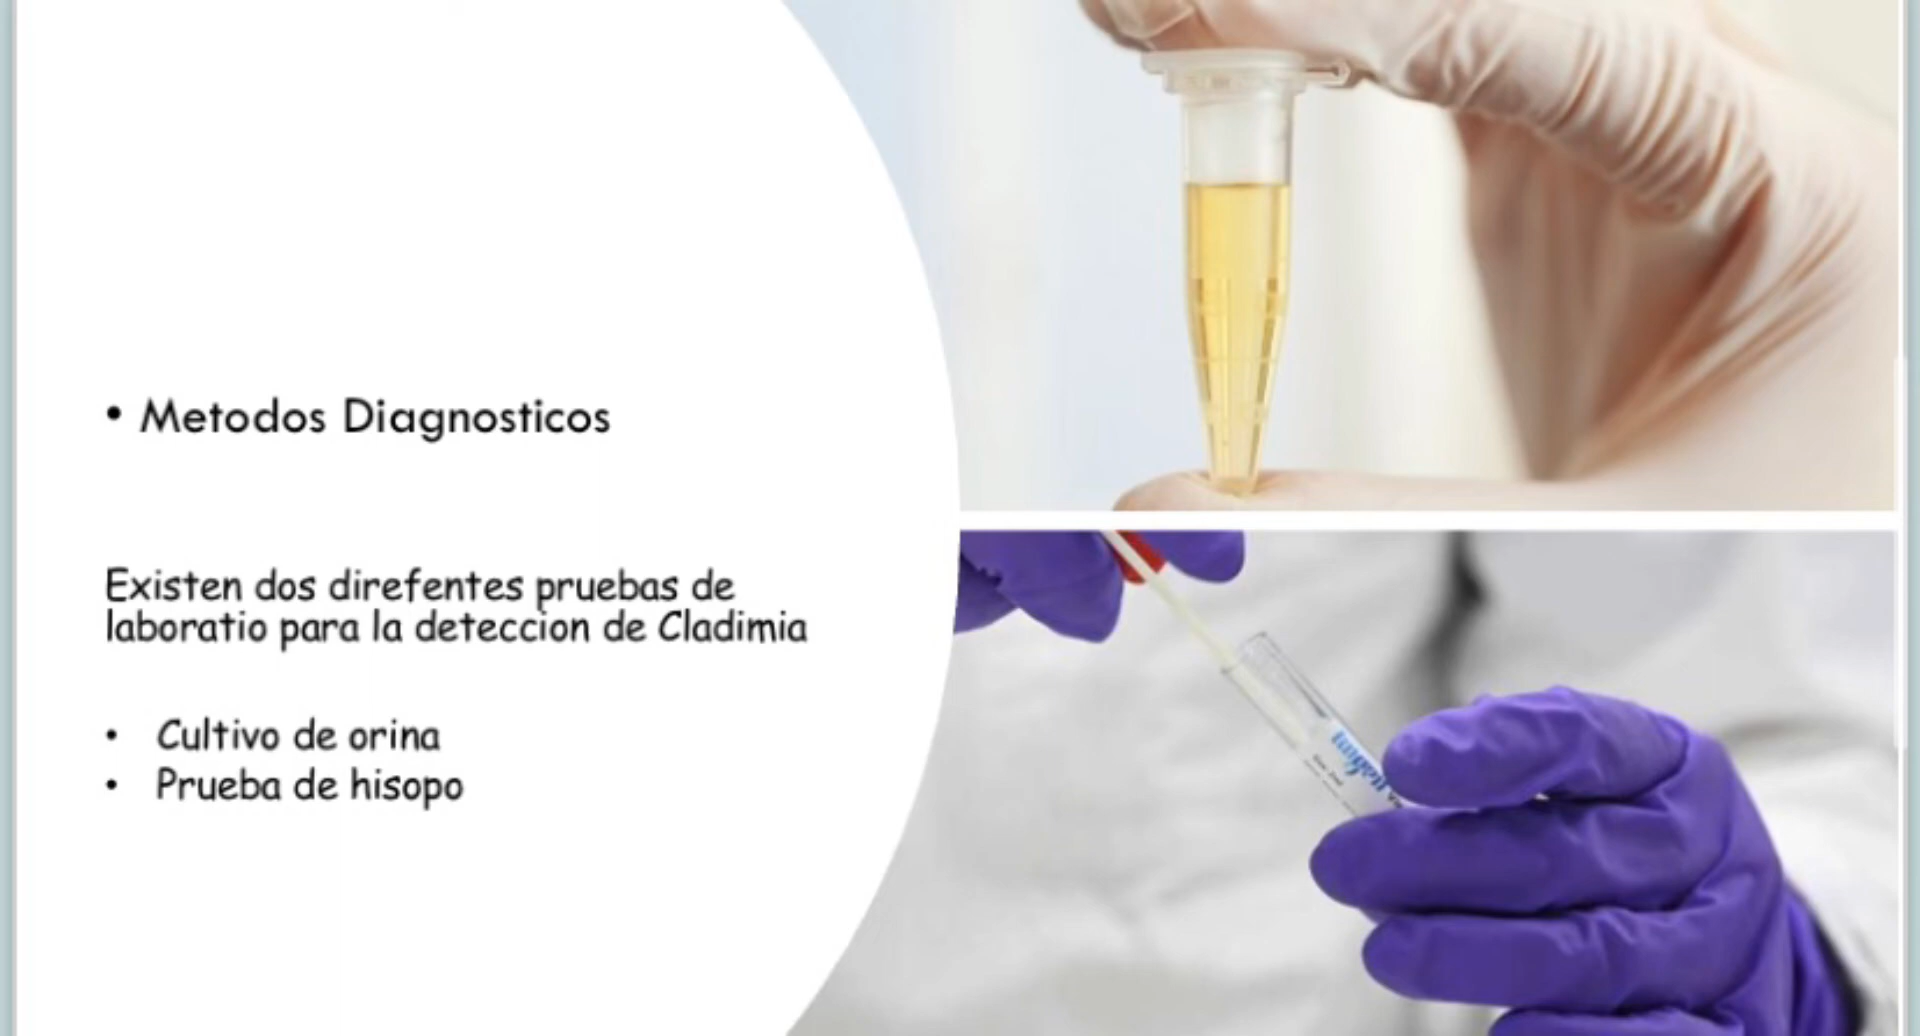 • Metodos Diagnosticos
Existen dos direfentes pruebas de
laboratio para la deteccion de Cladimia
• Cultivo de orina
• Prueba de hisopo